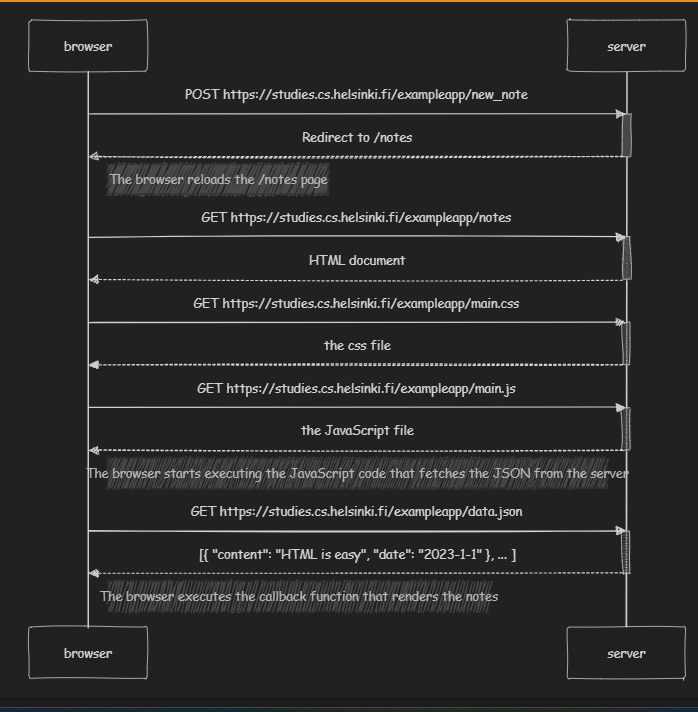 browser
server
POST https://studies.cs.helsinki.fi/exampleapp/new_note
Redirect to /notes
The browser reloads the /notes page
GET https://studies.cs.helsinki.fi/exampleapp/notes
HTML document
GET https://studies.cs.helsinki.fi/exampleapp/main.css
the css file
GET https://studies.cs.helsinki.fi/exampleapp/main.js
the JavaScript file
The browser starts executing the JavaScript code that fetches the JSON from the server
GET https://studies.cs.helsinki.fi/exampleapp/data.json
[{ "content": "HTML is easy", "date": "2023-1-1" }, ... ]
The browser executes the callback function that renders the notes
browser
server